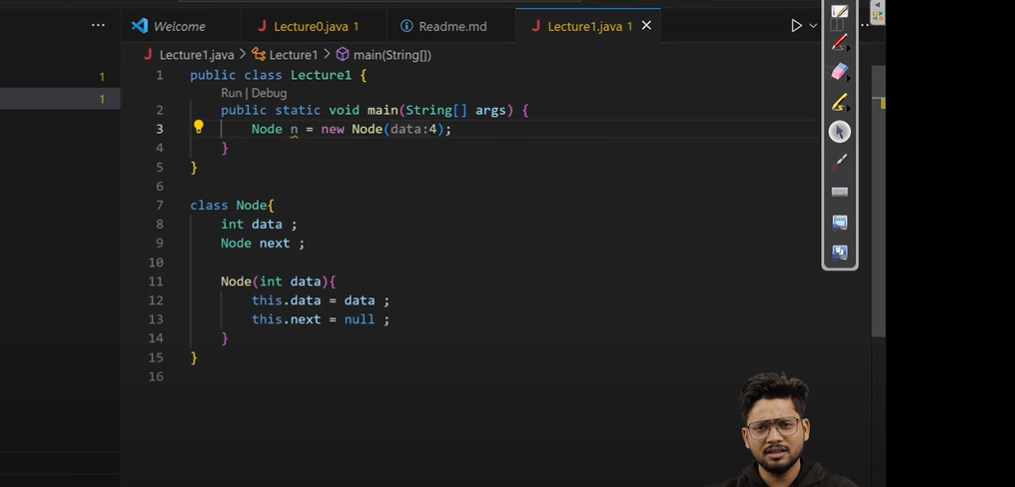 Welcome
Lecture0.java 1
Readme.md
Lecture1.java 1
Lecture1.java > Lecture1 > main(String[])
1
1
1 public class Lecture1 {
Run | Debug
2 public static void main(String[] args) {
3 Node n = new Node(data:4);
4 }
5 }
6
7 class Node{
8 int data ;
9 Node next ;
10
11 Node(int data){
12 this.data = data ;
13 this.next = null ;
14 }
15 }
16